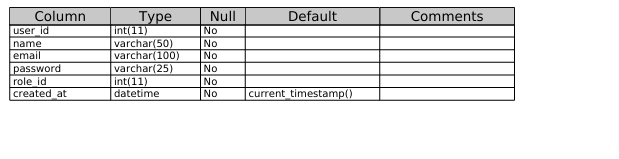 Column Type Null Default Comments
user_id int(11) No
name varchar(50) No
email varchar(100) No
password varchar(25) No
role_id int(11) No
created_at datetime No current_timestamp()